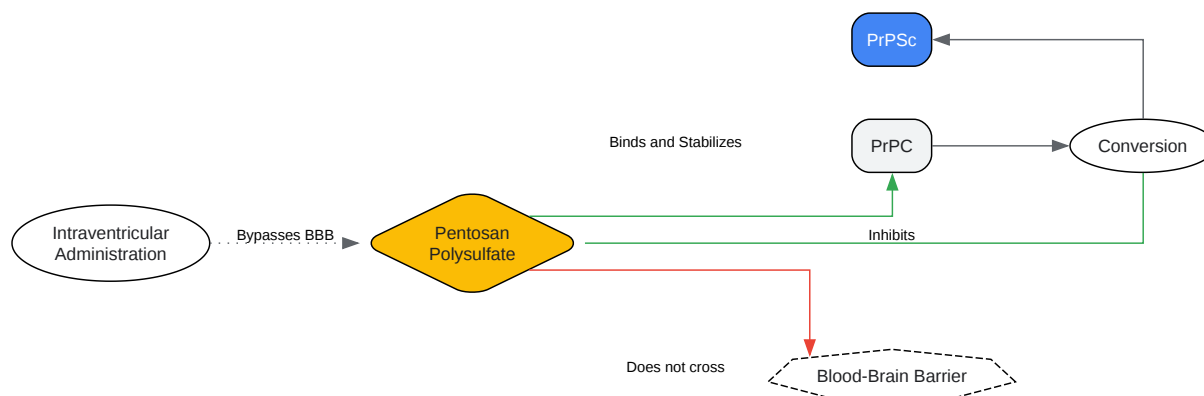 PrPSc
Binds and Stabilizes
PrPC
Conversion
Intraventricular
Administration
Bypasses BBB
Pentosan
Polysulfate
Inhibits
Does not cross
Blood-Brain Barrier